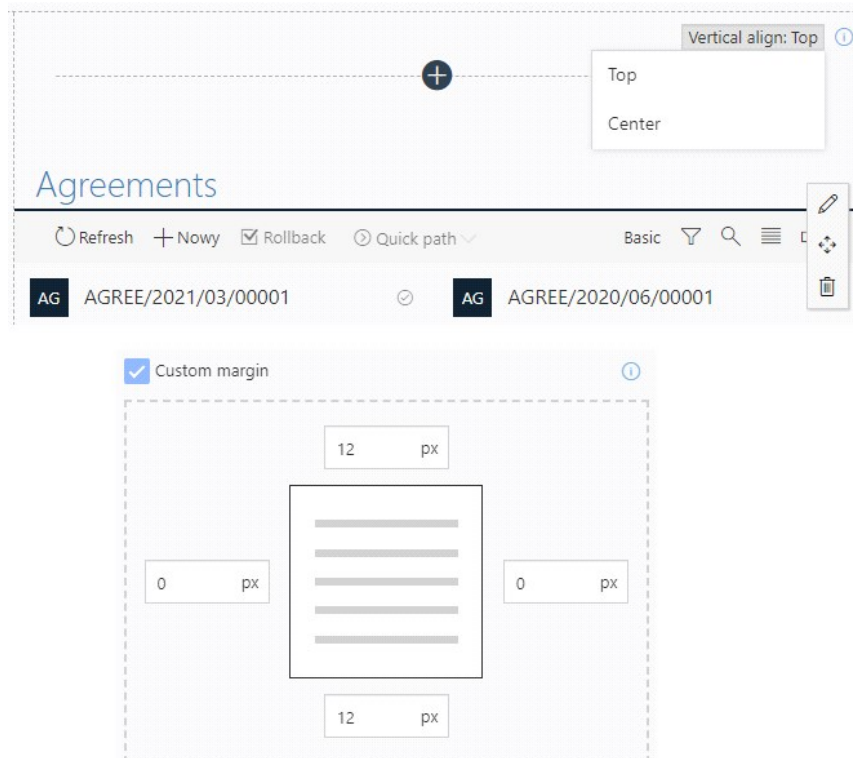 Vertical align: Top
Top
Center
Agreements
Refresh Nowy Rollback Quick path Basic
AG AGREE/2021/03/00001 AG AGREE/2020/06/00001
Custom margin
12 px
0 px 0 px
12 px